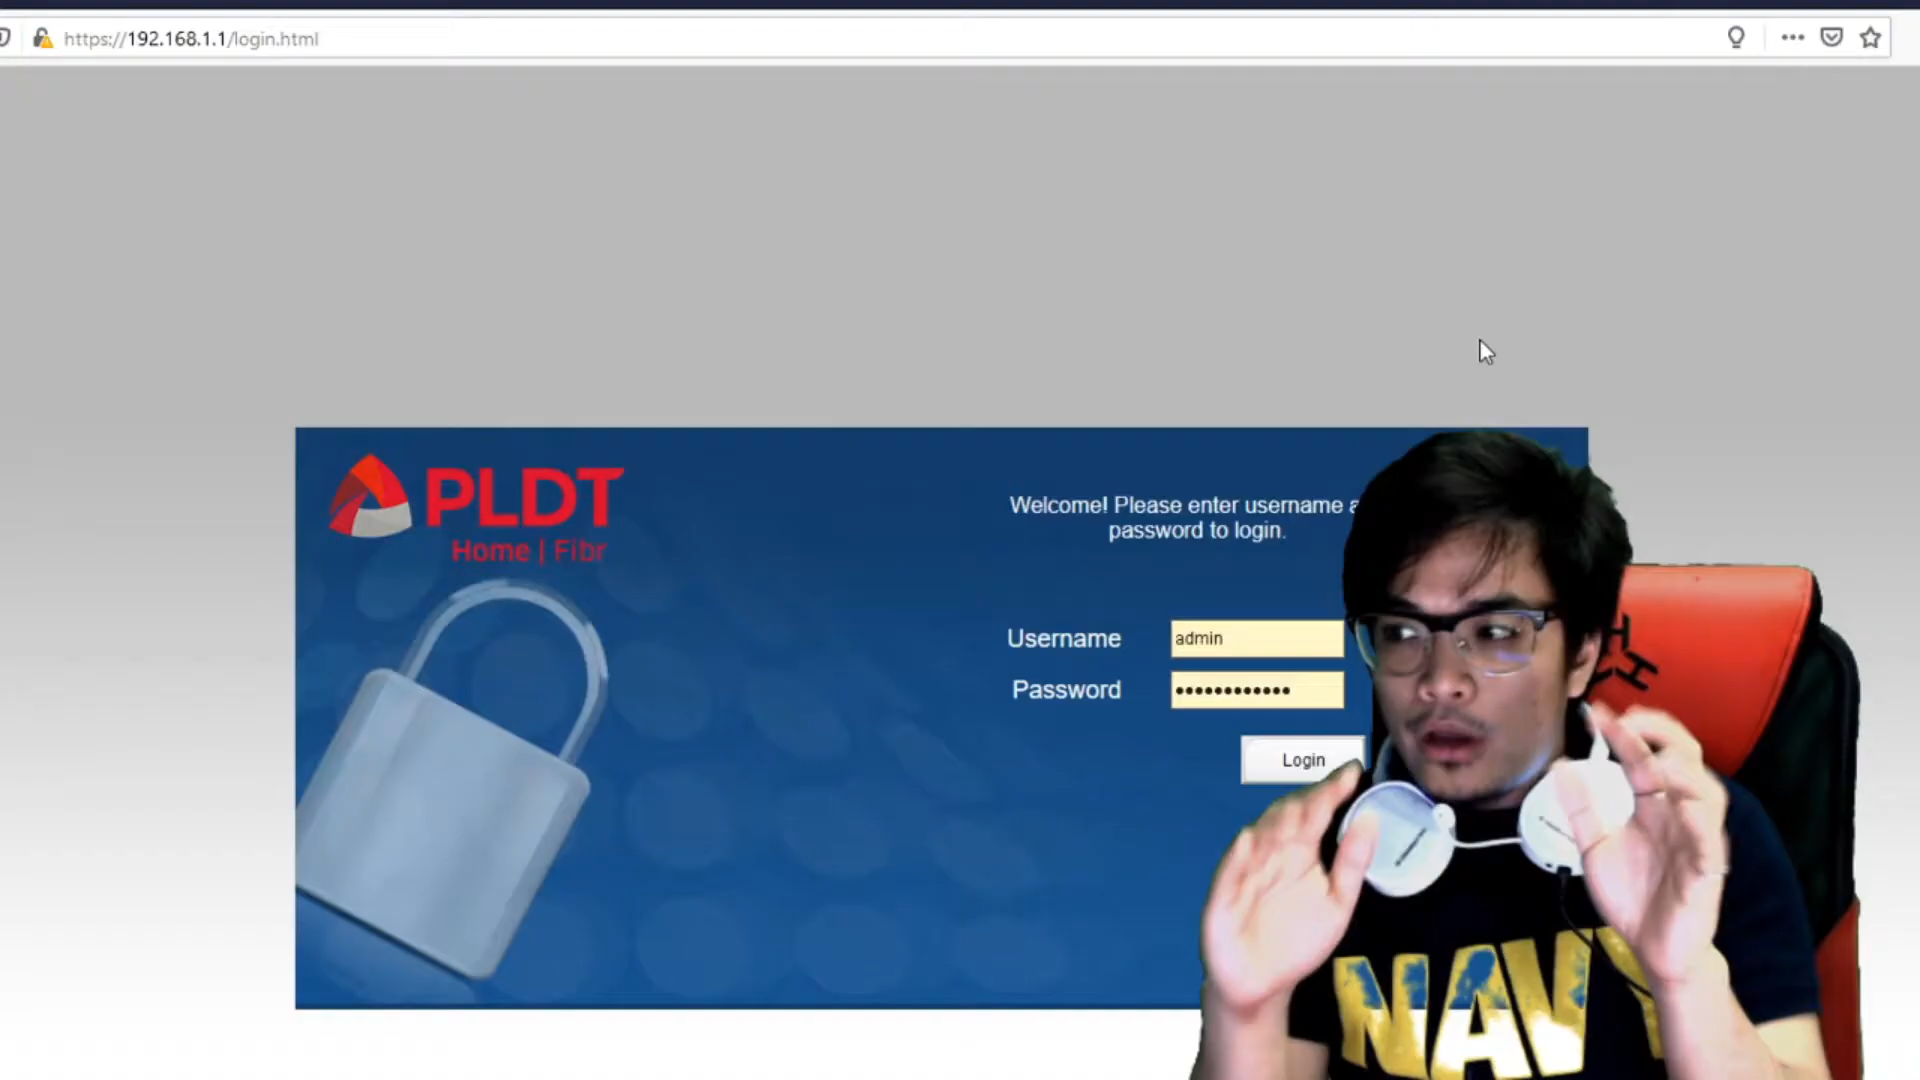 https://192.168.1.1/login.html
PLDT
Home | Fibr
Welcome! Please enter username
password to login.
Username
admin
Password
Login
NAVY